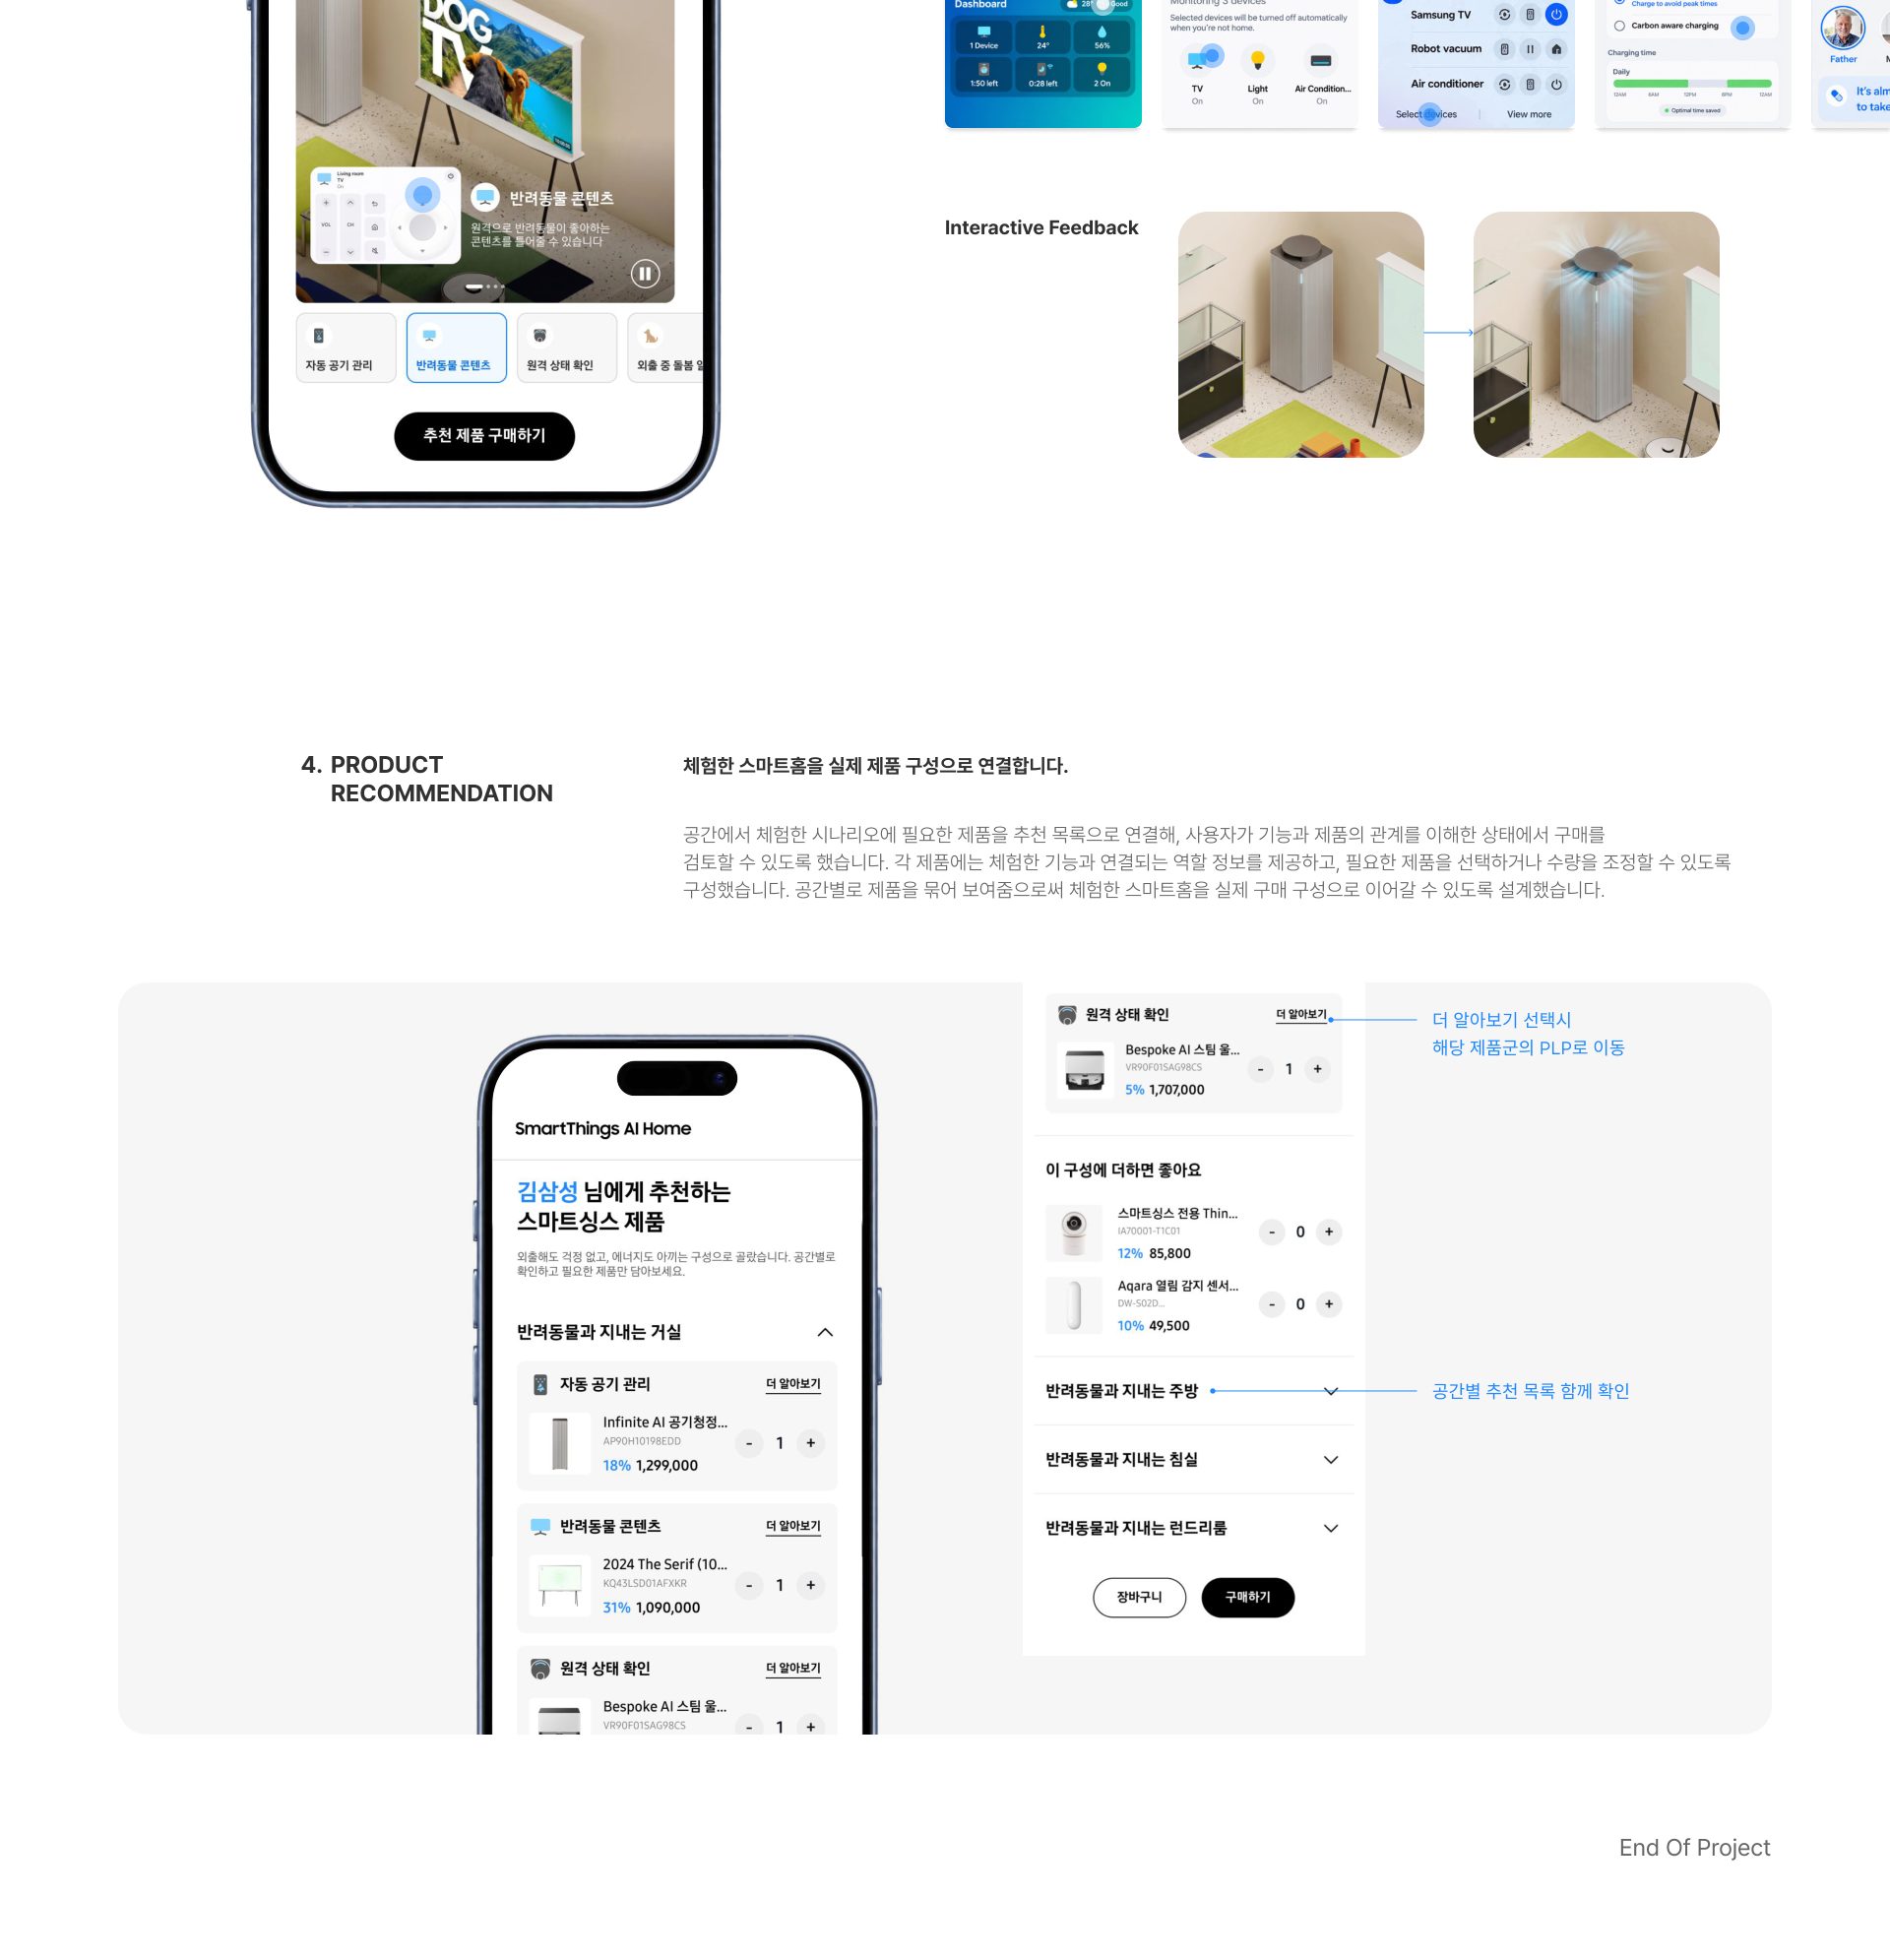 DOG
TV
Living room
TV
On
VOL
CH
반려동물 콘텐츠
원격으로 반려동물이 좋아하는
콘텐츠를 틀어줄 수 있습니다
자동 공기 관리
반려동물 콘텐츠
원격 상태 확인
외출 중 돌봄
추천 제품 구매하기
Dashboard
28°
Good
1 Device
24°
56%
1:50 left
0:28 left
2 On
Monitoring 3 devices
Selected devices will be turned off automatically
when you're not home.
TV
On
Light
On
Air Condition...
On
Samsung TV
Robot vacuum
Air conditioner
Select devices
View more
Charge to avoid peak times
Carbon aware charging
Charging time
Daily
12AM
6AM
12PM
6PM
12AM
Optimal time saved
Father
It's
to take
Interactive Feedback
4. PRODUCT
RECOMMENDATION
체험한 스마트홈을 실제 제품 구성으로 연결합니다.
공간에서 체험한 시나리오에 필요한 제품을 추천 목록으로 연결해, 사용자가 기능과 제품의 관계를 이해한 상태에서 구매를
검토할 수 있도록 했습니다. 각 제품에는 체험한 기능과 연결되는 역할 정보를 제공하고, 필요한 제품을 선택하거나 수량을 조정할 수 있도록
구성했습니다. 공간별로 제품을 묶어 보여줌으로써 체험한 스마트홈을 실제 구매 구성으로 이어갈 수 있도록 설계했습니다.
SmartThings AI Home
김삼성 님에게 추천하는
스마트싱스 제품
외출해도 걱정 없고, 에너지도 아끼는 구성으로 골랐습니다. 공간별로
확인하고 필요한 제품만 담아보세요.
반려동물과 지내는 거실
자동 공기 관리
더 알아보기
Infinite AI 공기청정...
AP90H10198EDD
18% 1,299,000
- 1 +
반려동물 콘텐츠
더 알아보기
2024 The Serif (10...
KQ43LSD01AFXKR
31% 1,090,000
- 1 +
원격 상태 확인
더 알아보기
Bespoke AI 스팀 울...
VR90F01SAG98CS
- 1 +
원격 상태 확인
더 알아보기
Bespoke AI 스팀 울...
VR90F01SAG98CS
5% 1,707,000
- 1 +
이 구성에 더하면 좋아요
스마트싱스 전용 Thin...
IA70001-T1C01
12% 85,800
- 0 +
Aqara 열림 감지 센서...
DW-S02D...
10% 49,500
- 0 +
반려동물과 지내는 주방
반려동물과 지내는 침실
반려동물과 지내는 런드리룸
장바구니
구매하기
더 알아보기 선택시
해당 제품군의 PLP로 이동
공간별 추천 목록 함께 확인
End Of Project